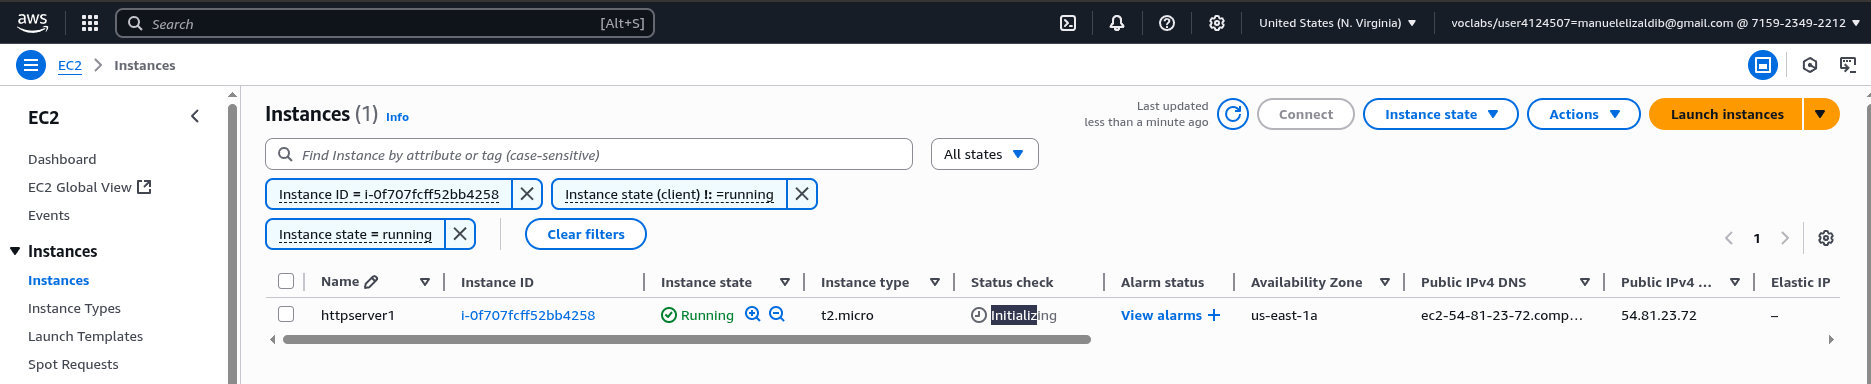 aws
Search [Alt+S]
United States (N. Virginia) voclabs/user4124507=manuelelizaldib@gmail.com @ 7159-2349-2212
EC2 Instances
EC2
Dashboard
EC2 Global View
Events
Instances
Instances
Instance Types
Launch Templates
Spot Requests
Instances (1) Info
Last updated
less than a minute ago
Connect Instance state Actions Launch instances
Find Instance by attribute or tag (case-sensitive) All states
Instance ID = i-0f707fcff52bb4258 Instance state (client) !: =running
Instance state = running Clear filters
1
Name Instance ID Instance state Instance type Status check Alarm status Availability Zone Public IPv4 DNS Public IPv4 ... Elastic IP
httpserver1 i-0f707fcff52bb4258 Running t2.micro Initializing View alarms + us-east-1a ec2-54-81-23-72.comp... 54.81.23.72 –